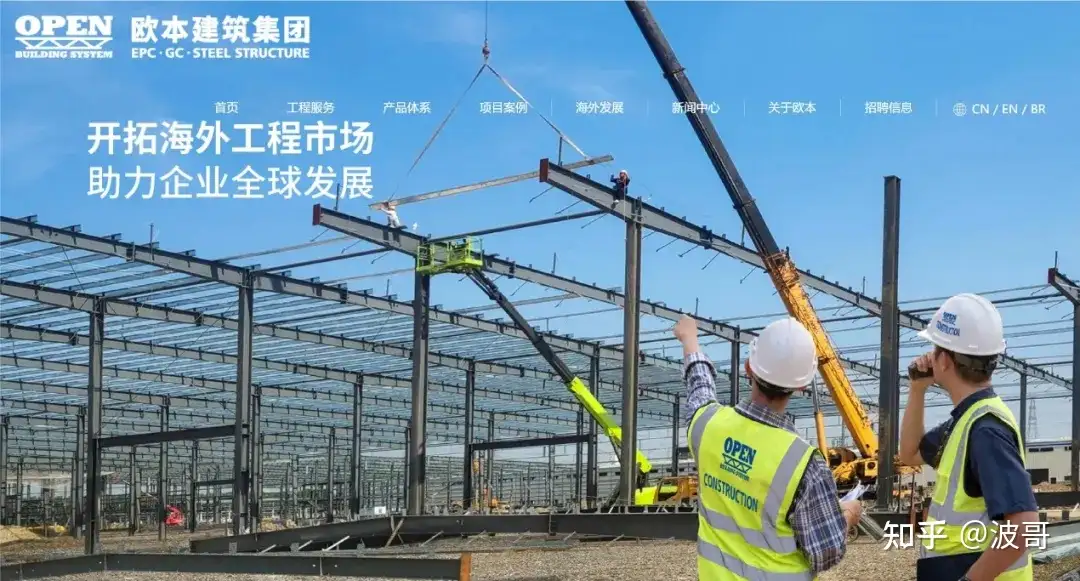 OPEN
BUILDING SYSTEM
欧本建筑集团
EPC·GC·STEEL STRUCTURE
首页 工程服务 产品体系 项目案例 海外发展 新闻中心 关于欧本 招聘信息 CN / EN / BR
开拓海外工程市场
助力企业全球发展
OPEN
CONSTRUCTION
OPEN
CONSTRUCTION
知乎 @波哥